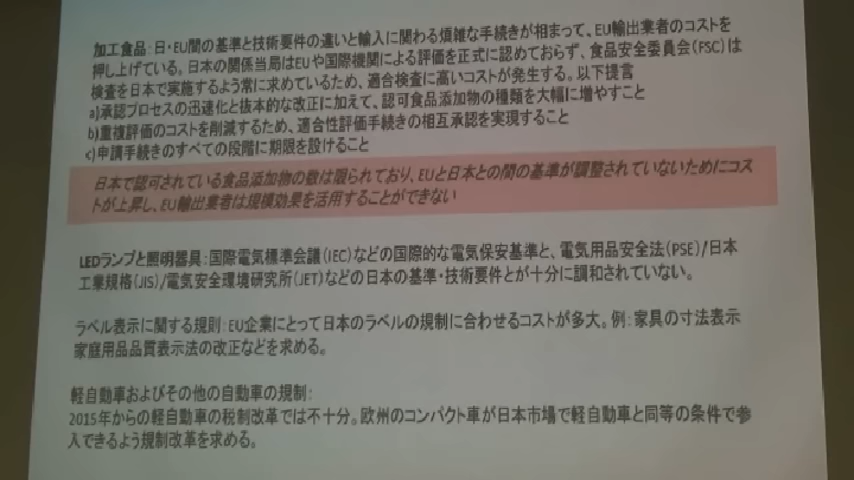 加工食品：日・EU間の基準と技術要件の違いと輸入に関わる煩雑な手続きが相まって、EU輸出業者のコストを
押し上げている。日本の関係当局はEUや国際機関による評価を正式に認めておらず、食品安全委員会(FSC)は
検査を日本で実施するよう常に求めているため、適合検査に高いコストが発生する。以下提言
a)承認プロセスの迅速化と抜本的な改正に加えて、認可食品添加物の種類を大幅に増やすこと
b)重複評価のコストを削減するため、適合性評価手続きの相互承認を実現すること
c)申請手続きのすべての段階に期限を設けること
日本で認可されている食品添加物の数は限られており、EUと日本との間の基準が調整されていないためにコス
トが上昇し、EU輸出業者は規模効果を活用することができない
LEDランプと照明器具：国際電気標準会議(IEC)などの国際的な電気保安基準と、電気用品安全法(PSE)/日本
工業規格(JIS)/電気安全環境研究所(JET)などの日本の基準・技術要件とが十分に調和されていない。
ラベル表示に関する規則：EU企業にとって日本のラベルの規制に合わせるコストが多大。例：家具の寸法表示
家庭用品品質表示法の改正などを求める。
軽自動車およびその他の自動車の規制：
2015年からの軽自動車の税制改革では不十分。欧州のコンパクト車が日本市場で軽自動車と同等の条件で参
入できるよう規制改革を求める。